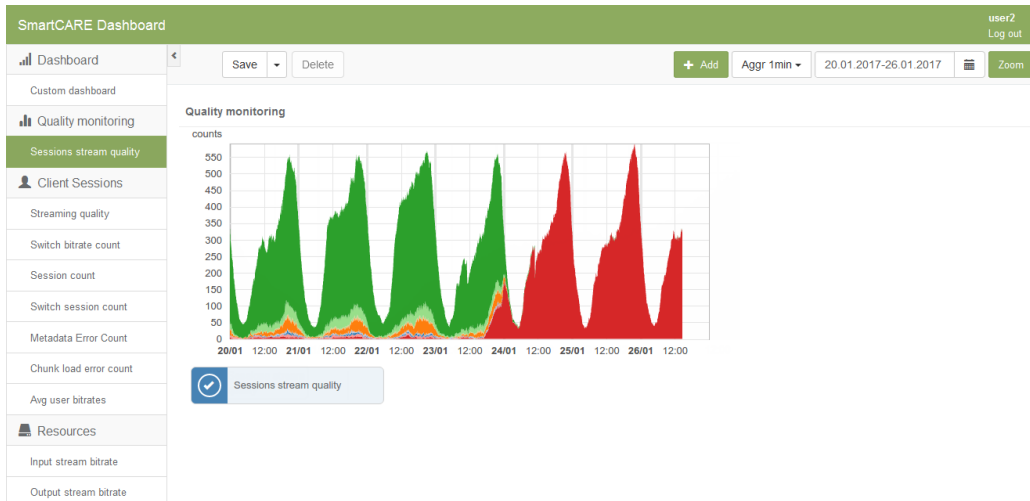 SmartCARE Dashboard
user2
Log out
Dashboard
Custom dashboard
Quality monitoring
Sessions stream quality
Client Sessions
Streaming quality
Switch bitrate count
Session count
Switch session count
Metadata Error Count
Chunk load error count
Avg user bitrates
Resources
Input stream bitrate
Output stream bitrate
Save Delete + Add Aggr 1min 20.01.2017-26.01.2017 Zoom
Quality monitoring
counts
550
500
450
400
350
300
250
200
150
100
50
0
20/01 12:00 21/01 12:00 22/01 12:00 23/01 12:00 24/01 12:00 25/01 12:00 26/01 12:00
Sessions stream quality